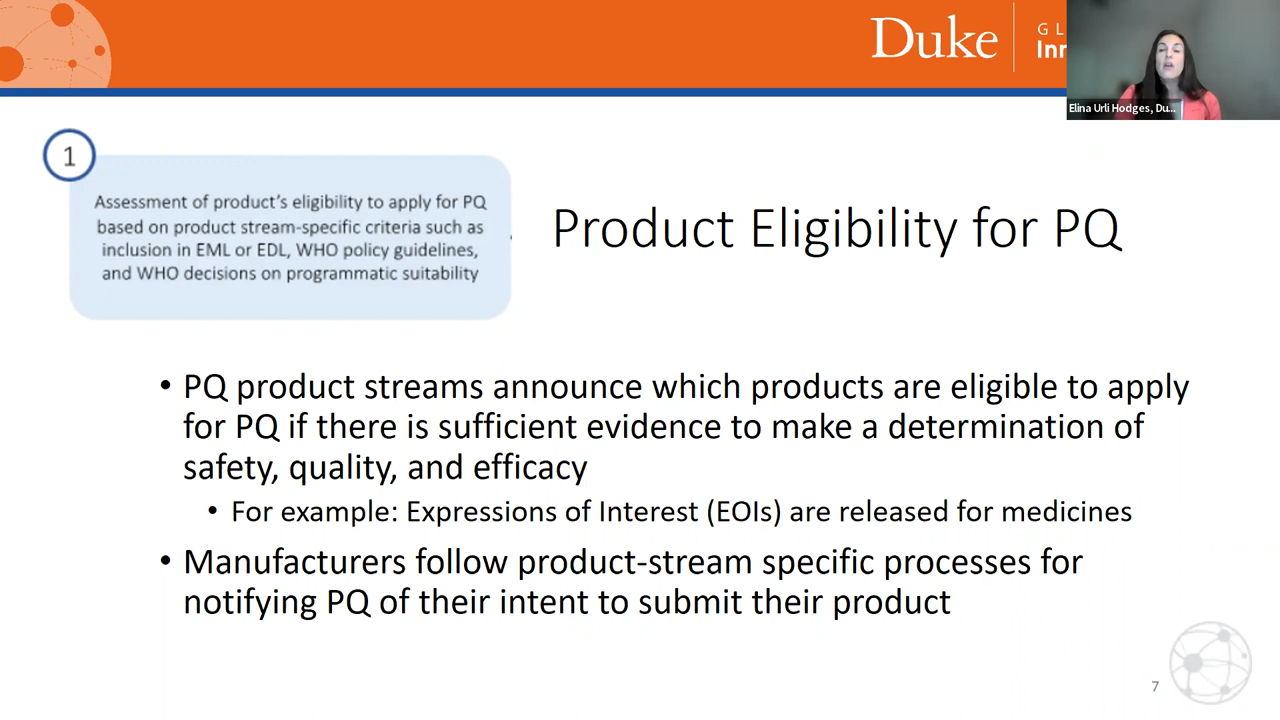 Duke
GL
Inn
Elina Urli Hodges, Du...
1
Assessment of product's eligibility to apply for PQ
based on product stream-specific criteria such as
inclusion in EML or EDL, WHO policy guidelines,
and WHO decisions on programmatic suitability
Product Eligibility for PQ
• PQ product streams announce which products are eligible to apply
for PQ if there is sufficient evidence to make a determination of
safety, quality, and efficacy
• For example: Expressions of Interest (EOIs) are released for medicines
• Manufacturers follow product-stream specific processes for
notifying PQ of their intent to submit their product
7